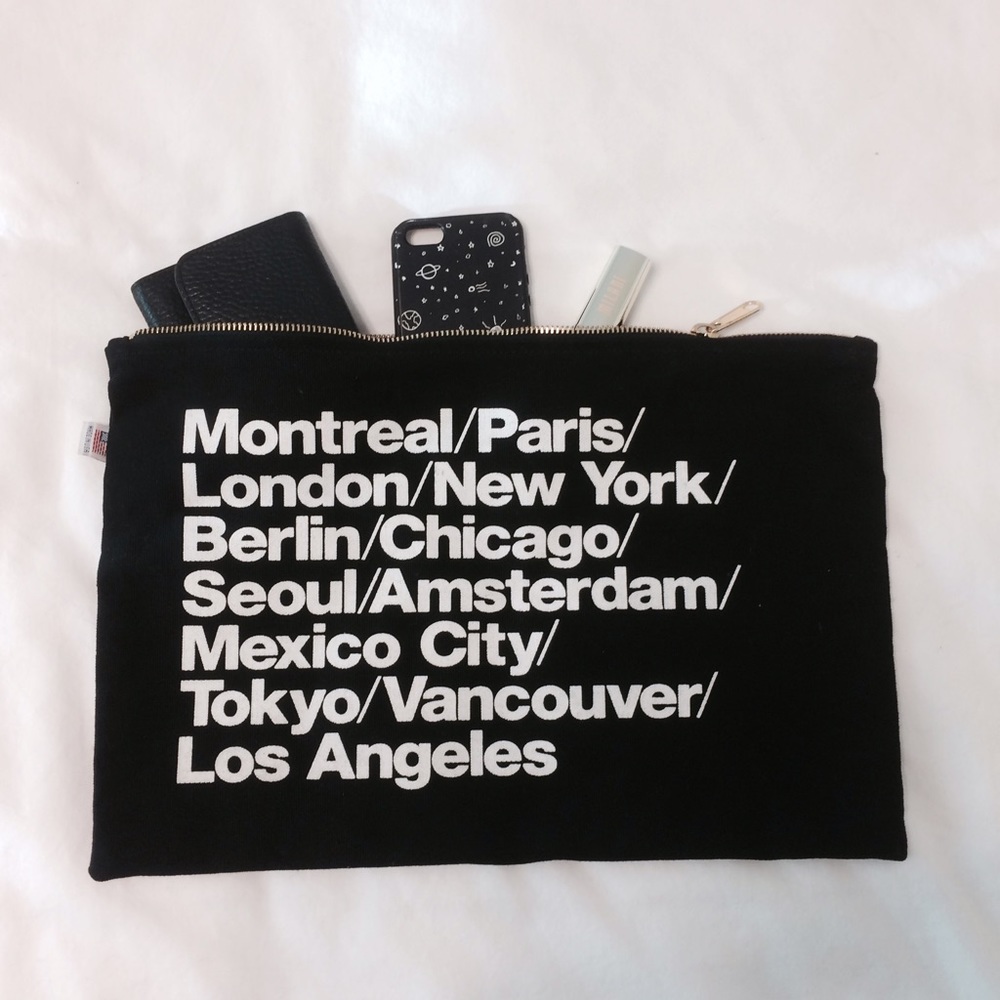 Montreal/Paris/
London/New York/
Berlin/Chicago/
Seoul/Amsterdam/
Mexico City/
Tokyo/Vancouver/
Los Angeles